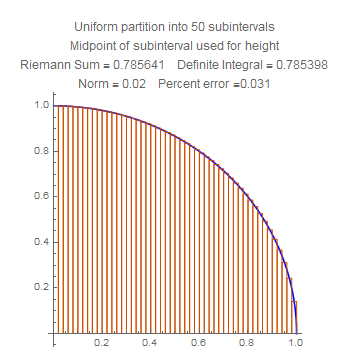 Uniform partition into 50 subintervals
Midpoint of subinterval used for height
Riemann Sum = 0.785641 Definite Integral = 0.785398
Norm = 0.02 Percent error =0.031
1.0
0.8
0.6
0.4
0.2
0.2 0.4 0.6 0.8 1.0